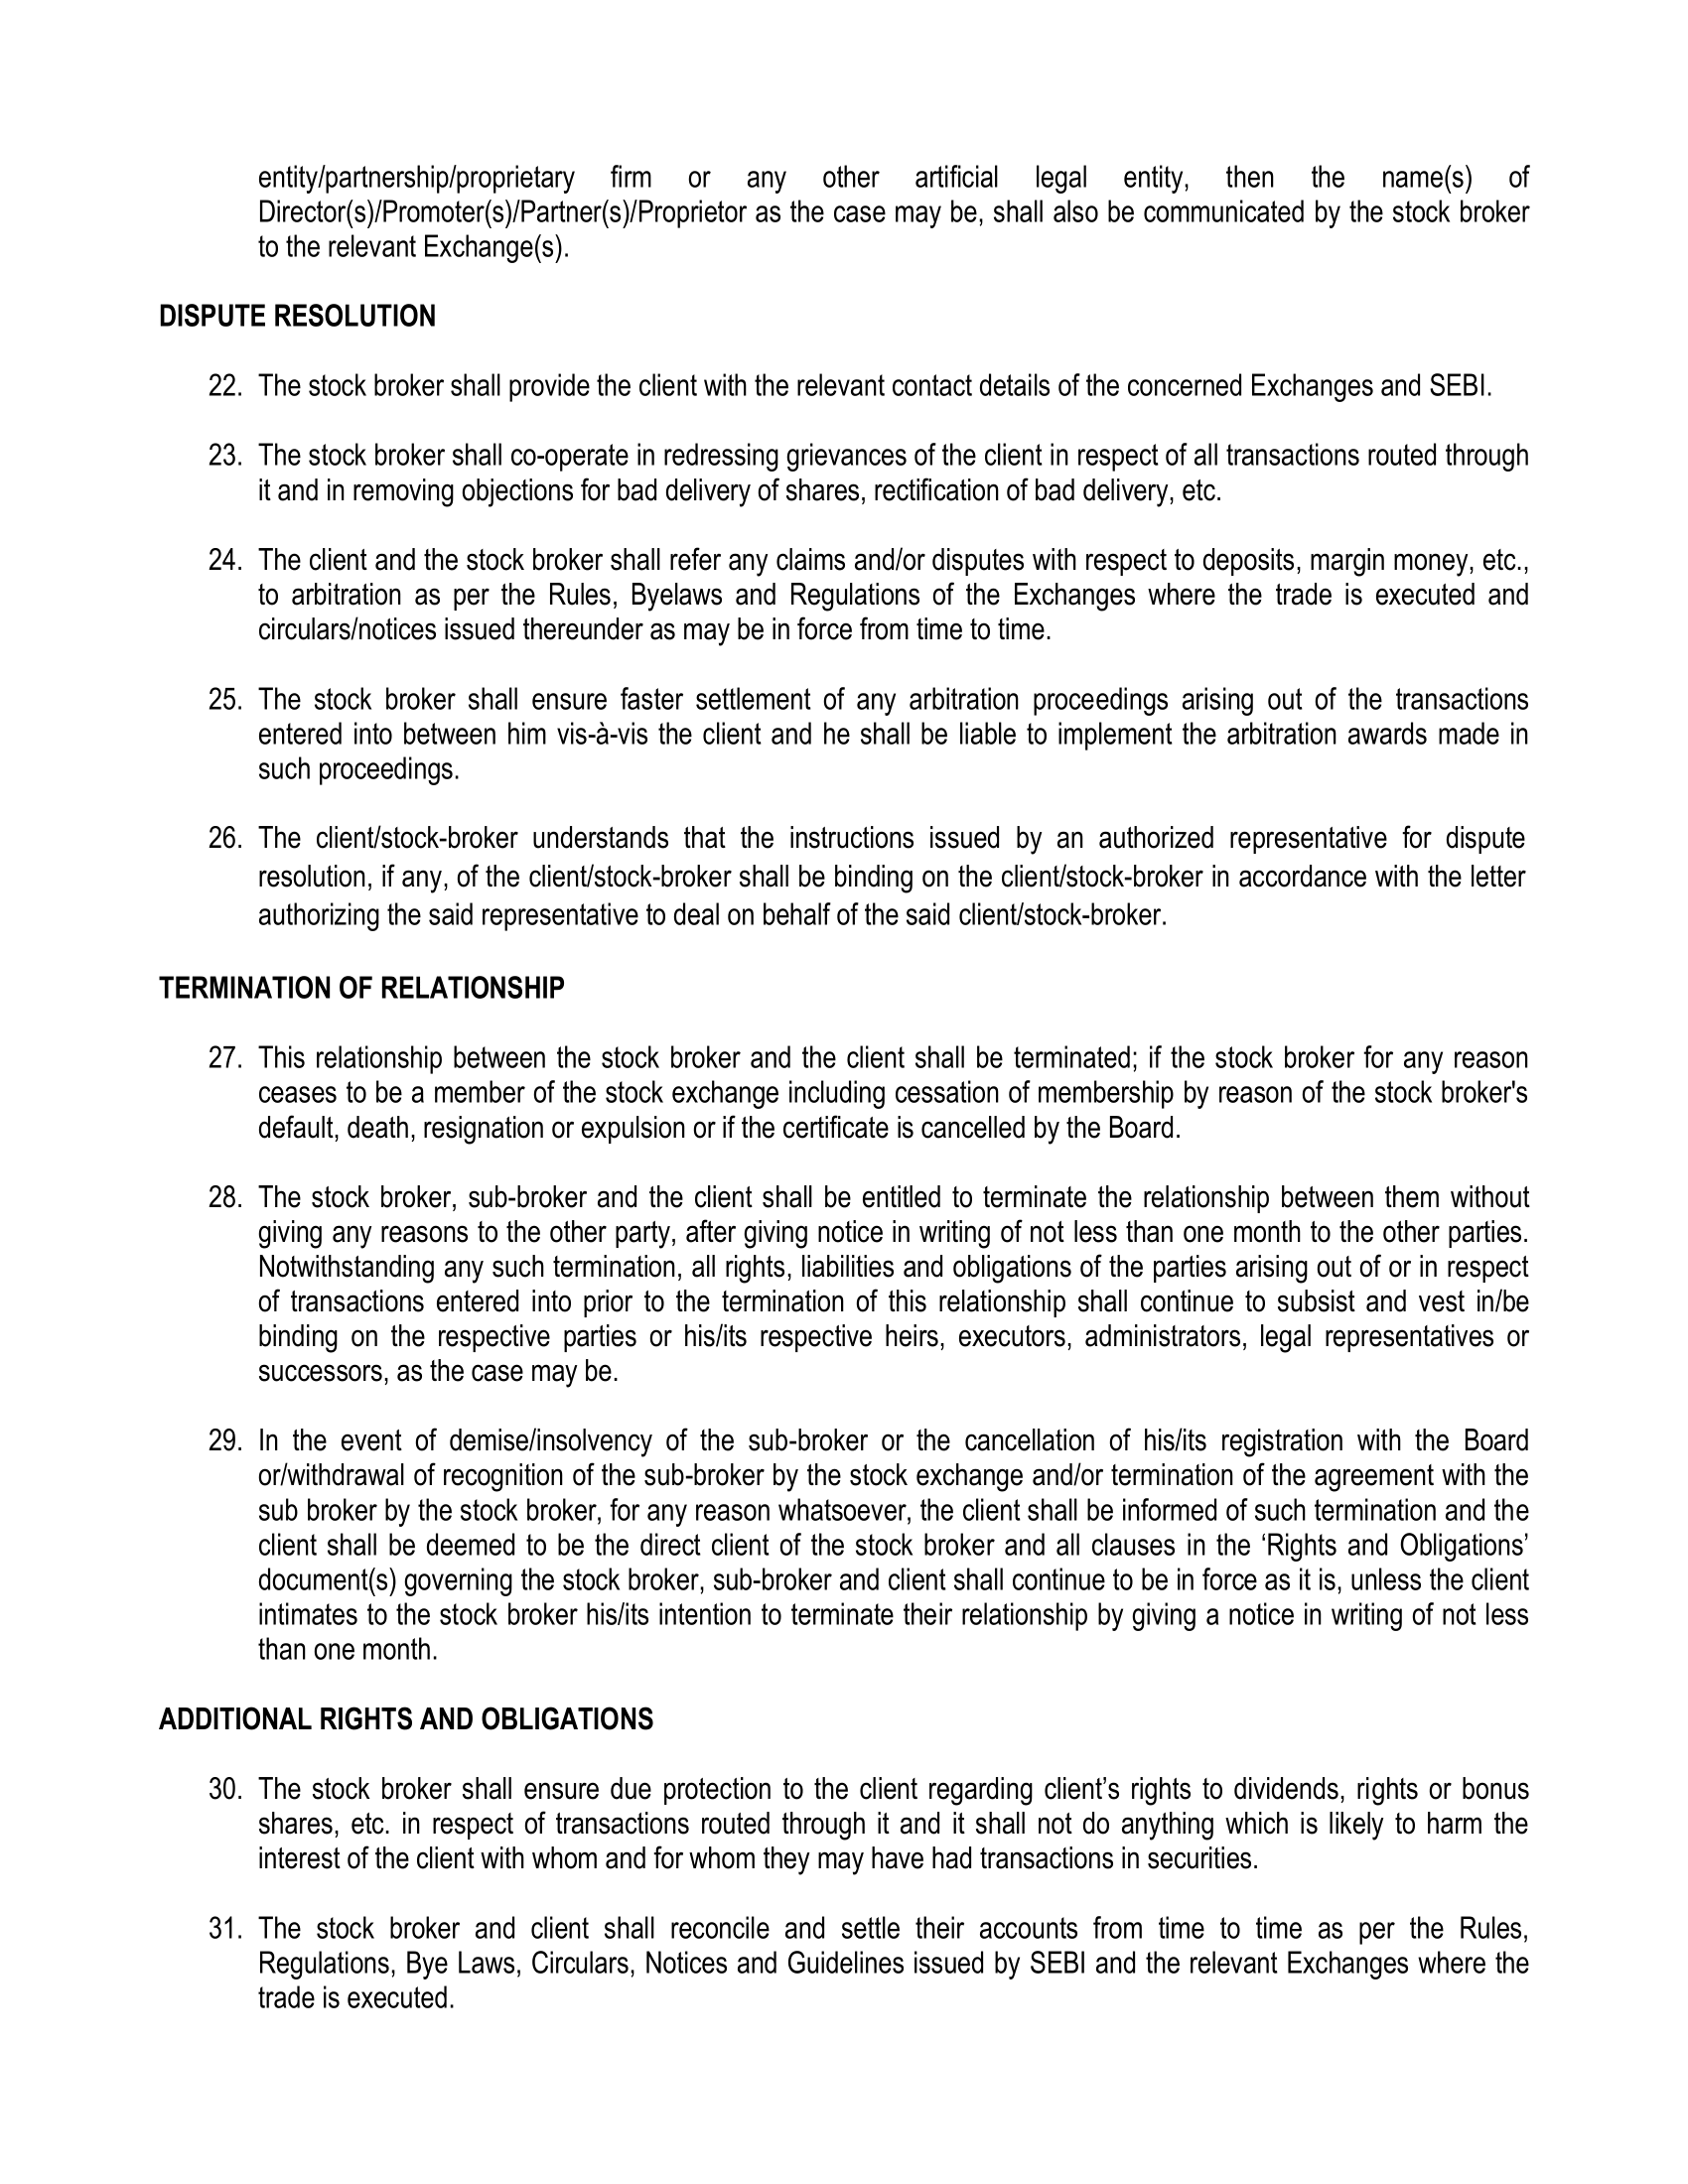 entity/partnership/proprietary firm or any other artificial legal entity, then the name(s) of
Director(s)/Promoter(s)/Partner(s)/Proprietor as the case may be, shall also be communicated by the stock broker
to the relevant Exchange(s).
DISPUTE RESOLUTION
22. The stock broker shall provide the client with the relevant contact details of the concerned Exchanges and SEBI.
23. The stock broker shall co-operate in redressing grievances of the client in respect of all transactions routed through
it and in removing objections for bad delivery of shares, rectification of bad delivery, etc.
24. The client and the stock broker shall refer any claims and/or disputes with respect to deposits, margin money, etc.,
to arbitration as per the Rules, Byelaws and Regulations of the Exchanges where the trade is executed and
circulars/notices issued thereunder as may be in force from time to time.
25. The stock broker shall ensure faster settlement of any arbitration proceedings arising out of the transactions
entered into between him vis-à-vis the client and he shall be liable to implement the arbitration awards made in
such proceedings.
26. The client/stock-broker understands that the instructions issued by an authorized representative for dispute
resolution, if any, of the client/stock-broker shall be binding on the client/stock-broker in accordance with the letter
authorizing the said representative to deal on behalf of the said client/stock-broker.
TERMINATION OF RELATIONSHIP
27. This relationship between the stock broker and the client shall be terminated; if the stock broker for any reason
ceases to be a member of the stock exchange including cessation of membership by reason of the stock broker's
default, death, resignation or expulsion or if the certificate is cancelled by the Board.
28. The stock broker, sub-broker and the client shall be entitled to terminate the relationship between them without
giving any reasons to the other party, after giving notice in writing of not less than one month to the other parties.
Notwithstanding any such termination, all rights, liabilities and obligations of the parties arising out of or in respect
of transactions entered into prior to the termination of this relationship shall continue to subsist and vest in/be
binding on the respective parties or his/its respective heirs, executors, administrators, legal representatives or
successors, as the case may be.
29. In the event of demise/insolvency of the sub-broker or the cancellation of his/its registration with the Board
or/withdrawal of recognition of the sub-broker by the stock exchange and/or termination of the agreement with the
sub broker by the stock broker, for any reason whatsoever, the client shall be informed of such termination and the
client shall be deemed to be the direct client of the stock broker and all clauses in the ‘Rights and Obligations’
document(s) governing the stock broker, sub-broker and client shall continue to be in force as it is, unless the client
intimates to the stock broker his/its intention to terminate their relationship by giving a notice in writing of not less
than one month.
ADDITIONAL RIGHTS AND OBLIGATIONS
30. The stock broker shall ensure due protection to the client regarding client’s rights to dividends, rights or bonus
shares, etc. in respect of transactions routed through it and it shall not do anything which is likely to harm the
interest of the client with whom and for whom they may have had transactions in securities.
31. The stock broker and client shall reconcile and settle their accounts from time to time as per the Rules,
Regulations, Bye Laws, Circulars, Notices and Guidelines issued by SEBI and the relevant Exchanges where the
trade is executed.